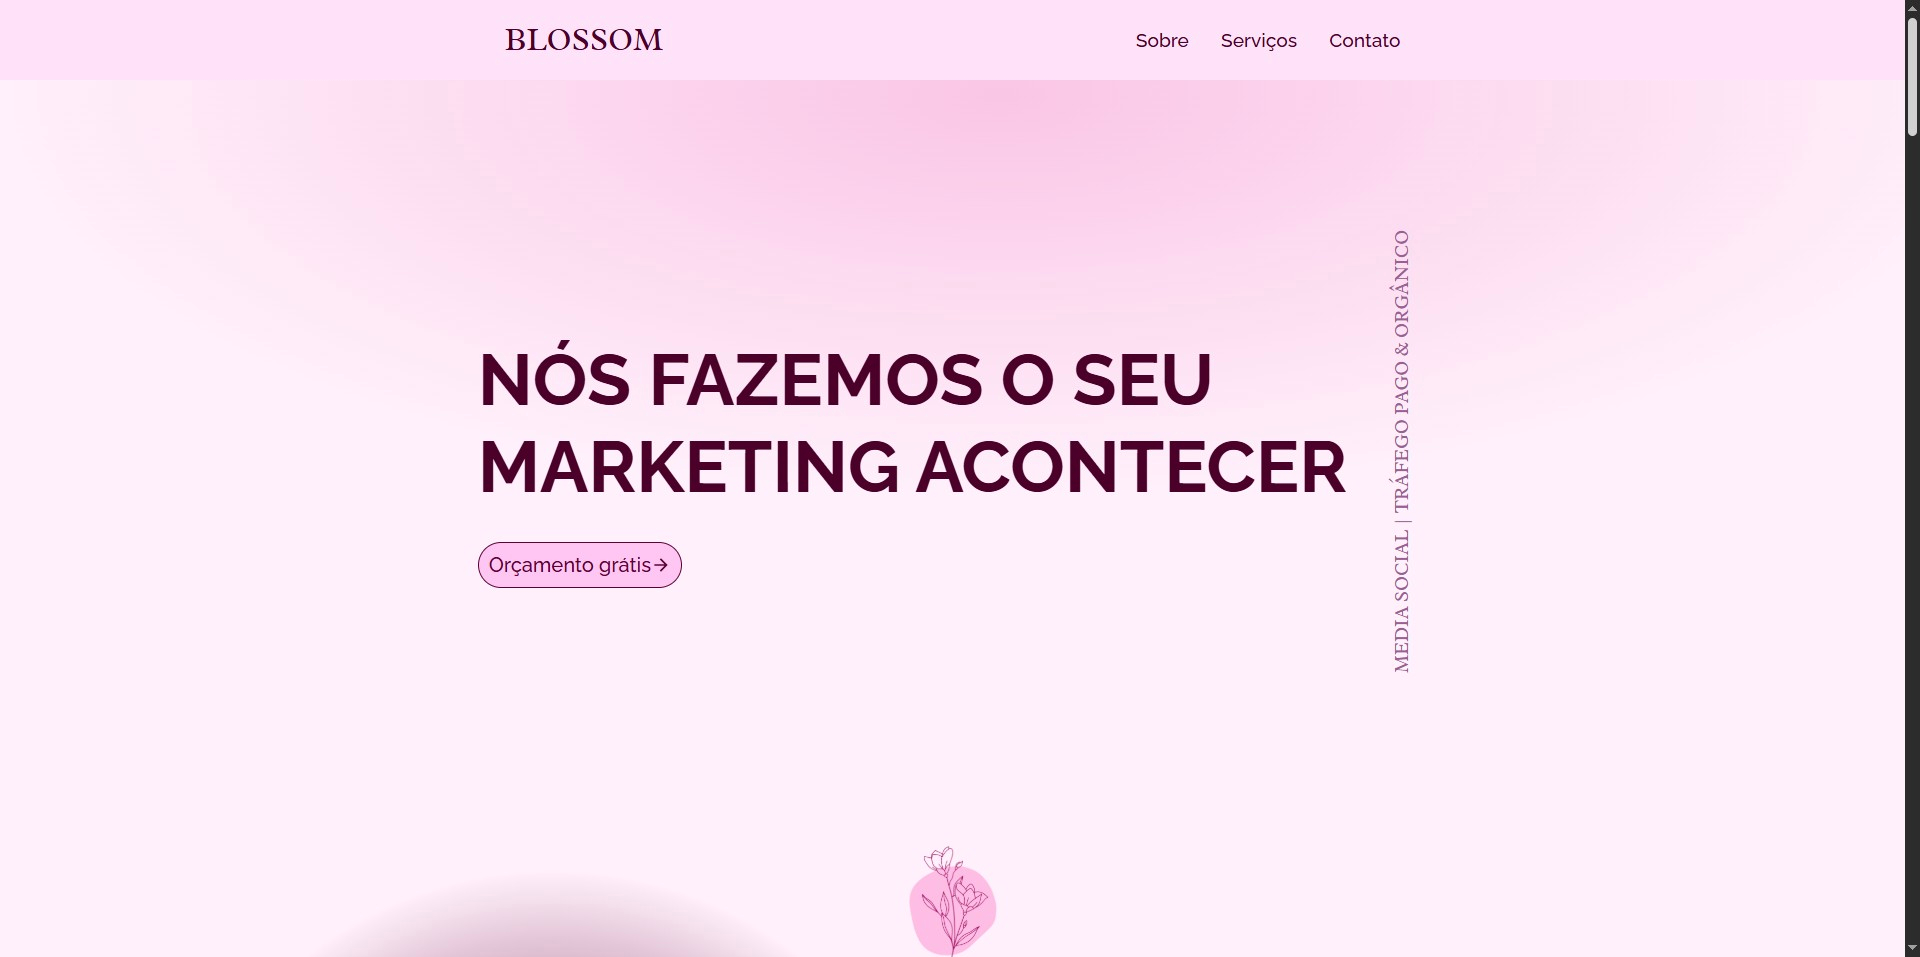 BLOSSOM
Sobre Serviços Contato
NÓS FAZEMOS O SEU
MARKETING ACONTECER
Orçamento grátis→
MEDIA SOCIAL | TRÁFEGO PAGO & ORGÂNICO